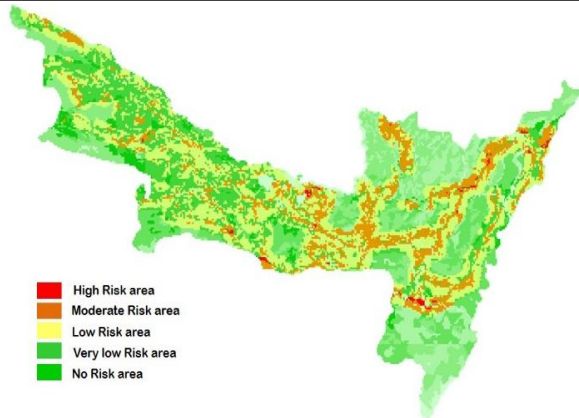 High Risk area
Moderate Risk area
Low Risk area
Very low Risk area
No Risk area